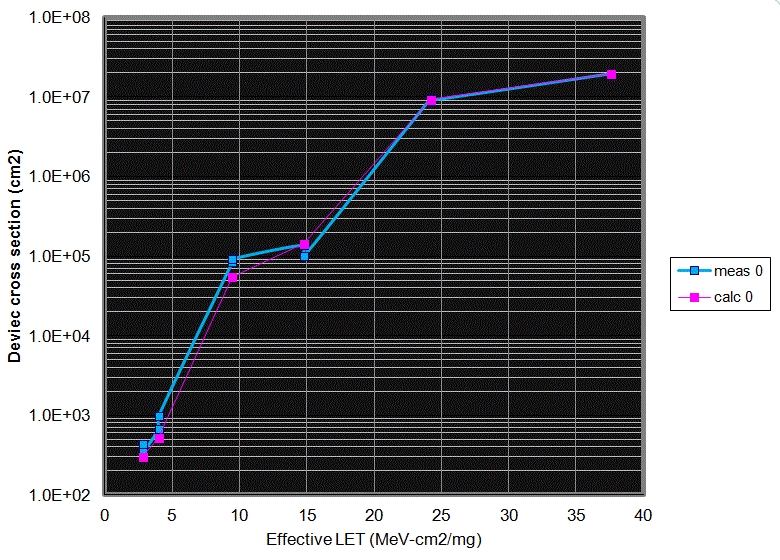 1.0E+08
1.0E+07
1.0E+06
1.0E+05
1.0E+04
1.0E+03
1.0E+02
Deviec cross section (cm2)
0 5 10 15 20 25 30 35 40
Effective LET (MeV-cm2/mg)
meas 0
calc 0